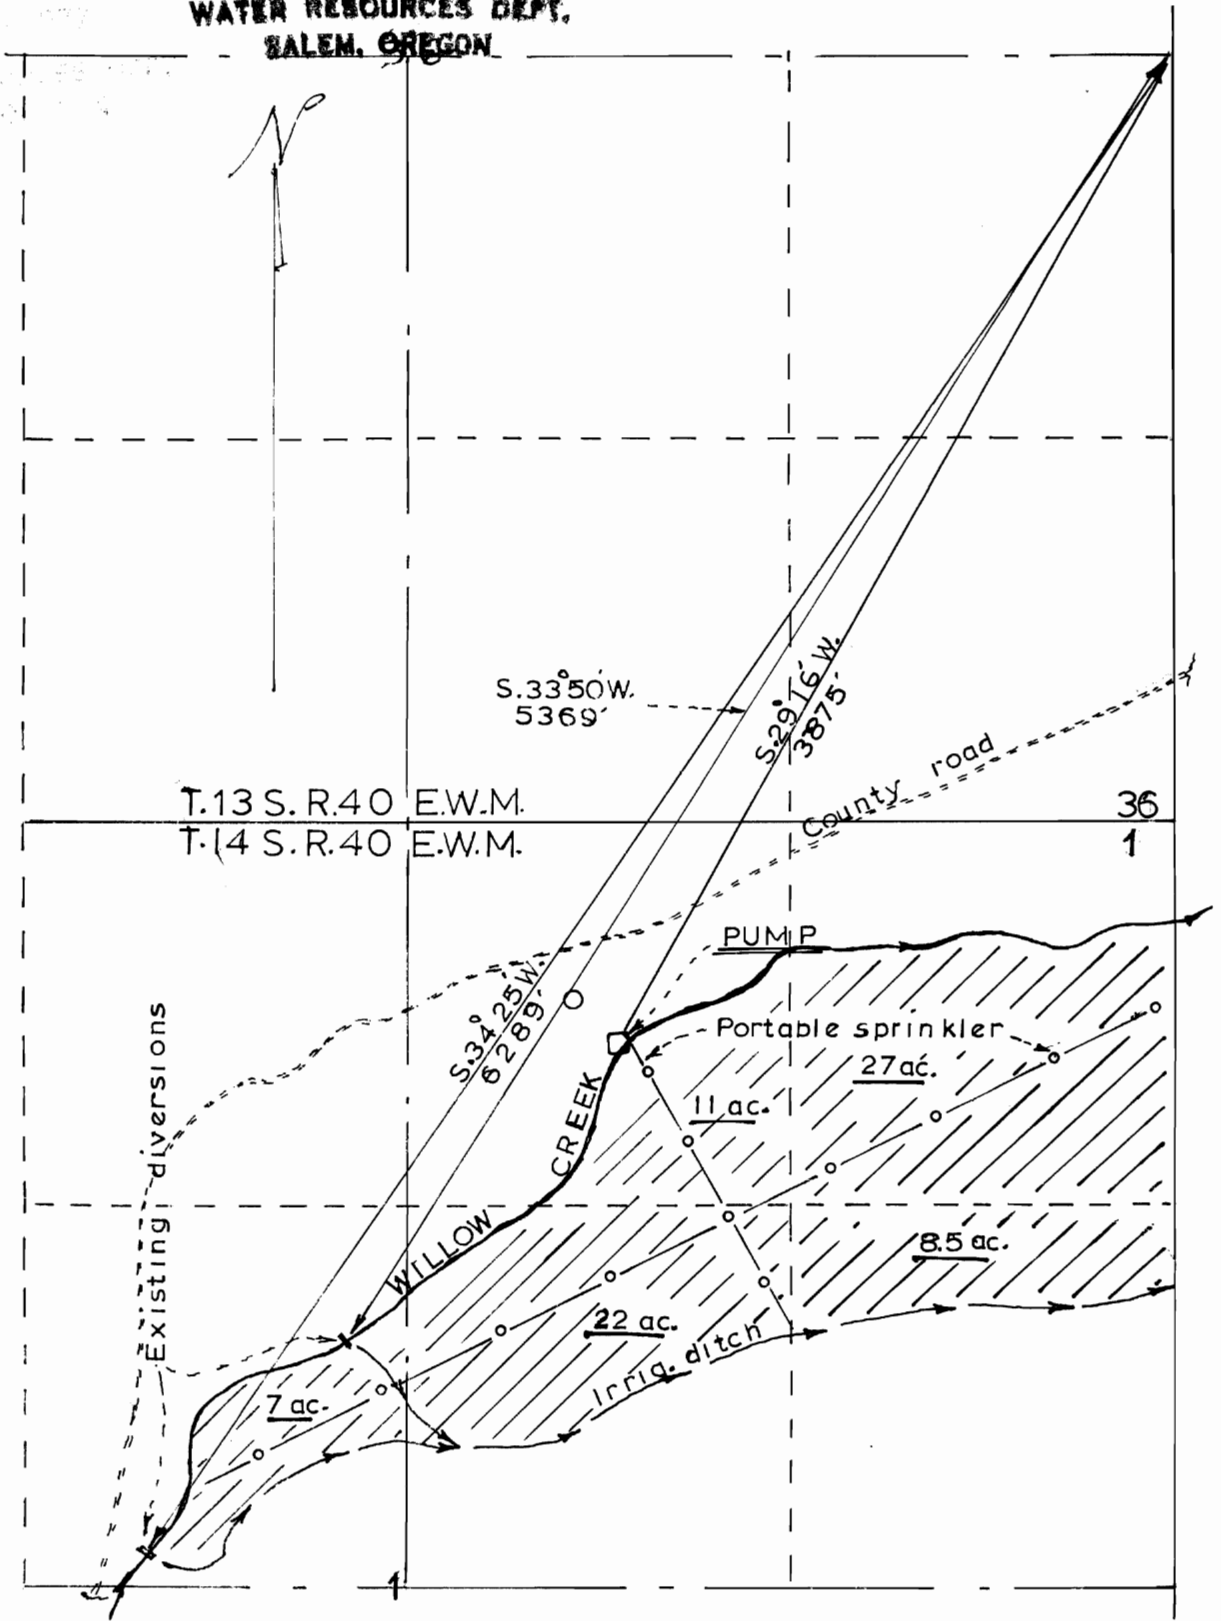 WATER RESOURCES DEPT.
SALEM, OREGON
36
N
S.33°50'W.
5369'
S.29°16'W.
3875'
County road
T.13 S. R.40 E.W.M.
36
T.14 S. R.40 E.W.M.
1
PUMP
S.34°25'W.
6289'
Portable sprinkler
27 ac.
11 ac.
CREEK
Existing diversions
WILLOW
8.5 ac.
22 ac.
Irrig. ditch
7 ac.
1